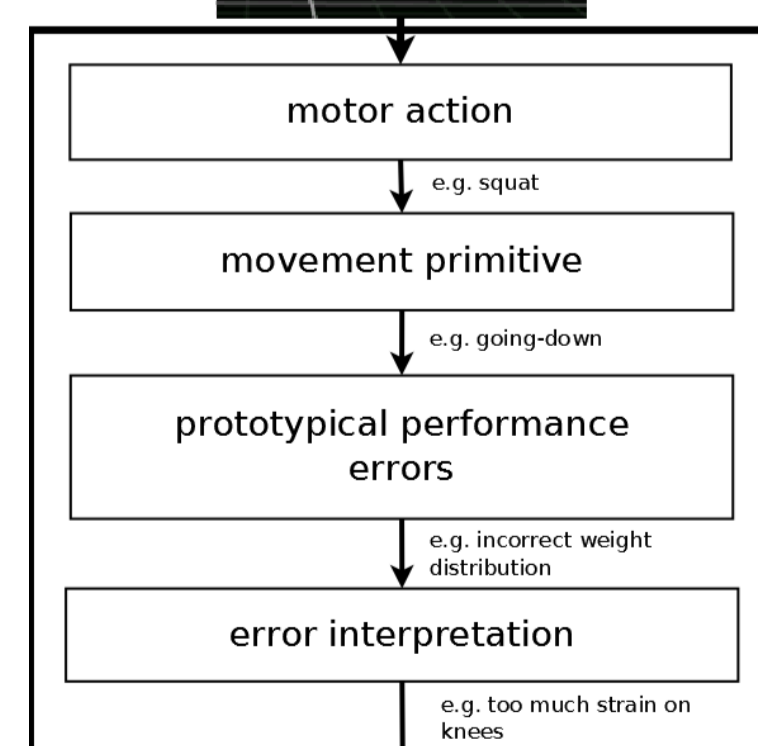 motor action
e.g. squat
movement primitive
e.g. going-down
prototypical performance
errors
e.g. incorrect weight
distribution
error interpretation
e.g. too much strain on
knees